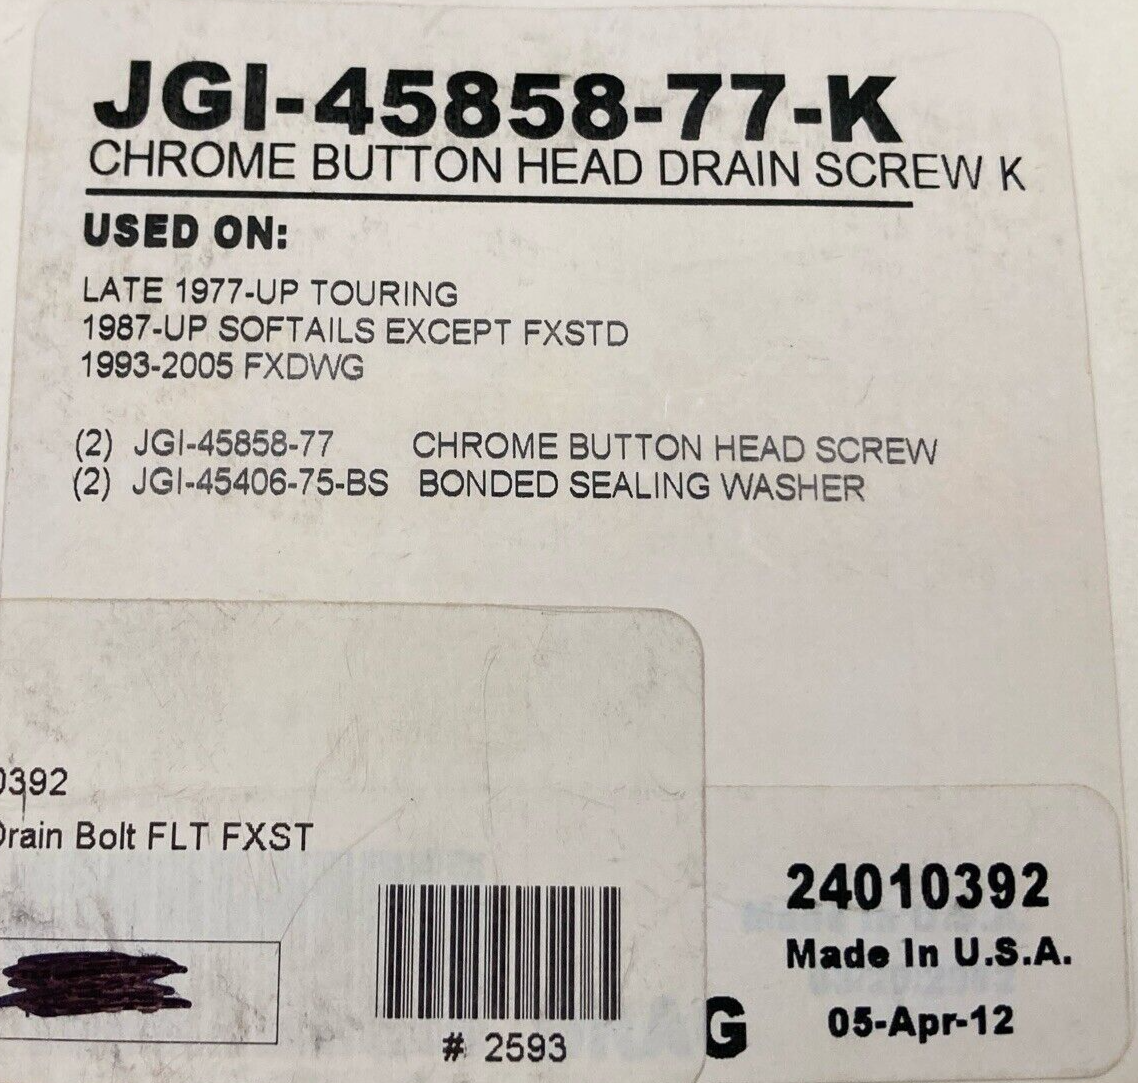 JGI-45858-77-K
CHROME BUTTON HEAD DRAIN SCREW K
USED ON:
LATE 1977-UP TOURING
1987-UP SOFTAILS EXCEPT FXSTD
1993-2005 FXDWG
(2) JGI-45858-77 CHROME BUTTON HEAD SCREW
(2) JGI-45406-75-BS BONDED SEALING WASHER
0392
Drain Bolt FLT FXST
# 2593
24010392
Made In U.S.A.
G 05-Apr-12